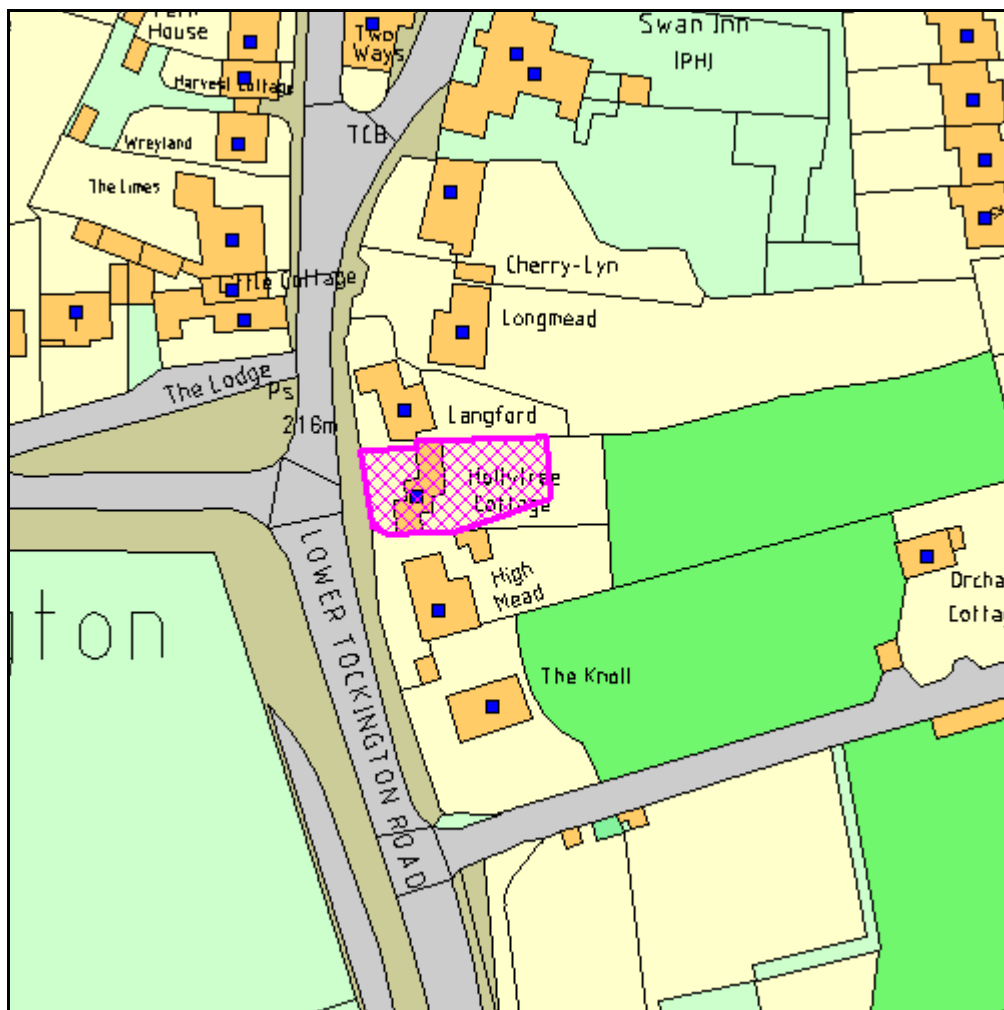 House
Two
Ways
Swan Inn
(PH)
Harvest Cottage
TCB
Wreyland
The Limes
Cherry-Lyn
Little Cottage
Longmead
The Lodge
Ps
216m
Langford
Hollytree
Cottage
High
Mead
LOWER TOCKINGTON ROAD
gton
Orcha
Cotta
The Knoll